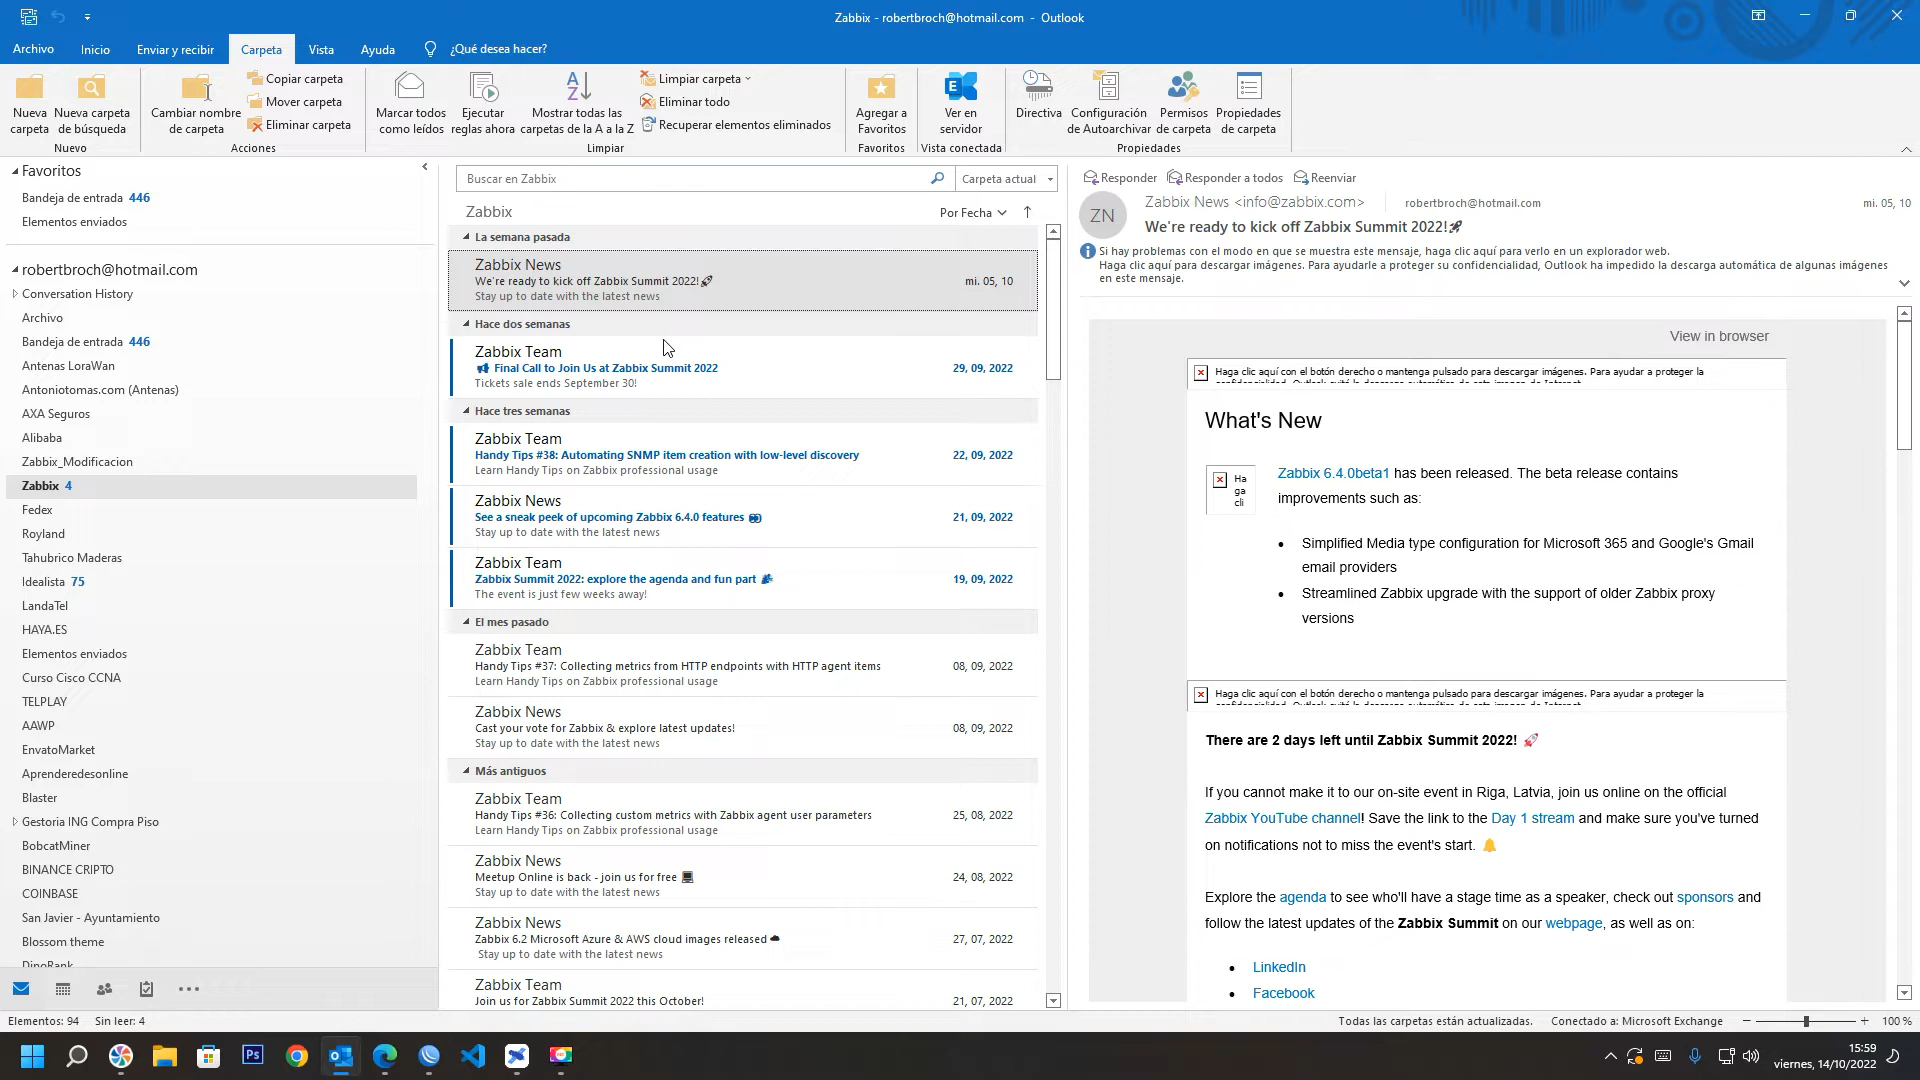 Zabbix - robertbroch@hotmail.com - Outlook
Archivo Inicio Enviar y recibir Carpeta Vista Ayuda ¿Qué desea hacer?
Nueva carpeta
Nueva carpeta de búsqueda
Nuevo
Cambiar nombre de carpeta
Copiar carpeta
Mover carpeta
Eliminar carpeta
Acciones
Marcar todos como leídos
Ejecutar reglas ahora
Mostrar todas las carpetas de la A a la Z
Limpiar carpeta
Eliminar todo
Recuperar elementos eliminados
Limpiar
Agregar a Favoritos
Favoritos
Ver en servidor
Vista conectada
Directiva
Configuración de Autoarchivar
Permisos de carpeta
Propiedades de carpeta
Propiedades
Favoritos
Bandeja de entrada 446
Elementos enviados
robertbroch@hotmail.com
Conversation History
Archivo
Bandeja de entrada 446
Antenas LoraWan
Antoniotomas.com (Antenas)
AXA Seguros
Alibaba
Zabbix_Modificacion
Zabbix 4
Fedex
Royland
Tahubrico Maderas
Idealista 75
LandaTel
HAYA.ES
Elementos enviados
Curso Cisco CCNA
TELPLAY
AAWP
EnvatoMarket
Aprenderedesonline
Blaster
Gestoria ING Compra Piso
BobcatMiner
BINANCE CRIPTO
COINBASE
San Javier - Ayuntamiento
Blossom theme
DinoRank
Buscar en Zabbix
Carpeta actual
Zabbix
Por Fecha
La semana pasada
Zabbix News
We're ready to kick off Zabbix Summit 2022!🚀 mi. 05, 10
Stay up to date with the latest news
Hace dos semanas
Zabbix Team
📢 Final Call to Join Us at Zabbix Summit 2022 29, 09, 2022
Tickets sale ends September 30!
Hace tres semanas
Zabbix Team
Handy Tips #38: Automating SNMP item creation with low-level discovery 22, 09, 2022
Learn Handy Tips on Zabbix professional usage
Zabbix News
See a sneak peek of upcoming Zabbix 6.4.0 features 21, 09, 2022
Stay up to date with the latest news
Zabbix Team
Zabbix Summit 2022: explore the agenda and fun part 19, 09, 2022
The event is just few weeks away!
El mes pasado
Zabbix Team
Handy Tips #37: Collecting metrics from HTTP endpoints with HTTP agent items 08, 09, 2022
Learn Handy Tips on Zabbix professional usage
Zabbix News
Cast your vote for Zabbix & explore latest updates! 08, 09, 2022
Stay up to date with the latest news
Más antiguos
Zabbix Team
Handy Tips #36: Collecting custom metrics with Zabbix agent user parameters 25, 08, 2022
Learn Handy Tips on Zabbix professional usage
Zabbix News
Meetup Online is back - join us for free 24, 08, 2022
Stay up to date with the latest news
Zabbix News
Zabbix 6.2 Microsoft Azure & AWS cloud images released 27, 07, 2022
Stay up to date with the latest news
Zabbix Team
Join us for Zabbix Summit 2022 this October! 21, 07, 2022
Responder Responder a todos Reenviar
ZN
Zabbix News <info@zabbix.com> robertbroch@hotmail.com mi. 05, 10
We're ready to kick off Zabbix Summit 2022!🚀
Si hay problemas con el modo en que se muestra este mensaje, haga clic aquí para verlo en un explorador web.
Haga clic aquí para descargar imágenes. Para ayudarle a proteger su confidencialidad, Outlook ha impedido la descarga automática de algunas imágenes
en este mensaje.
View in browser
Haga clic aquí con el botón derecho o mantenga pulsado para descargar imágenes. Para ayudar a proteger la
What's New
Ha
ga
cli
Zabbix 6.4.0beta1 has been released. The beta release contains
improvements such as:
• Simplified Media type configuration for Microsoft 365 and Google's Gmail
email providers
• Streamlined Zabbix upgrade with the support of older Zabbix proxy
versions
Haga clic aquí con el botón derecho o mantenga pulsado para descargar imágenes. Para ayudar a proteger la
There are 2 days left until Zabbix Summit 2022! 🚀
If you cannot make it to our on-site event in Riga, Latvia, join us online on the official
Zabbix YouTube channel! Save the link to the Day 1 stream and make sure you've turned
on notifications not to miss the event's start. 🔔
Explore the agenda to see who'll have a stage time as a speaker, check out sponsors and
follow the latest updates of the Zabbix Summit on our webpage, as well as on:
• LinkedIn
• Facebook
Elementos: 94 Sin leer: 4
Todas las carpetas están actualizadas. Conectado a: Microsoft Exchange 100 %
Ps
15:59
viernes, 14/10/2022